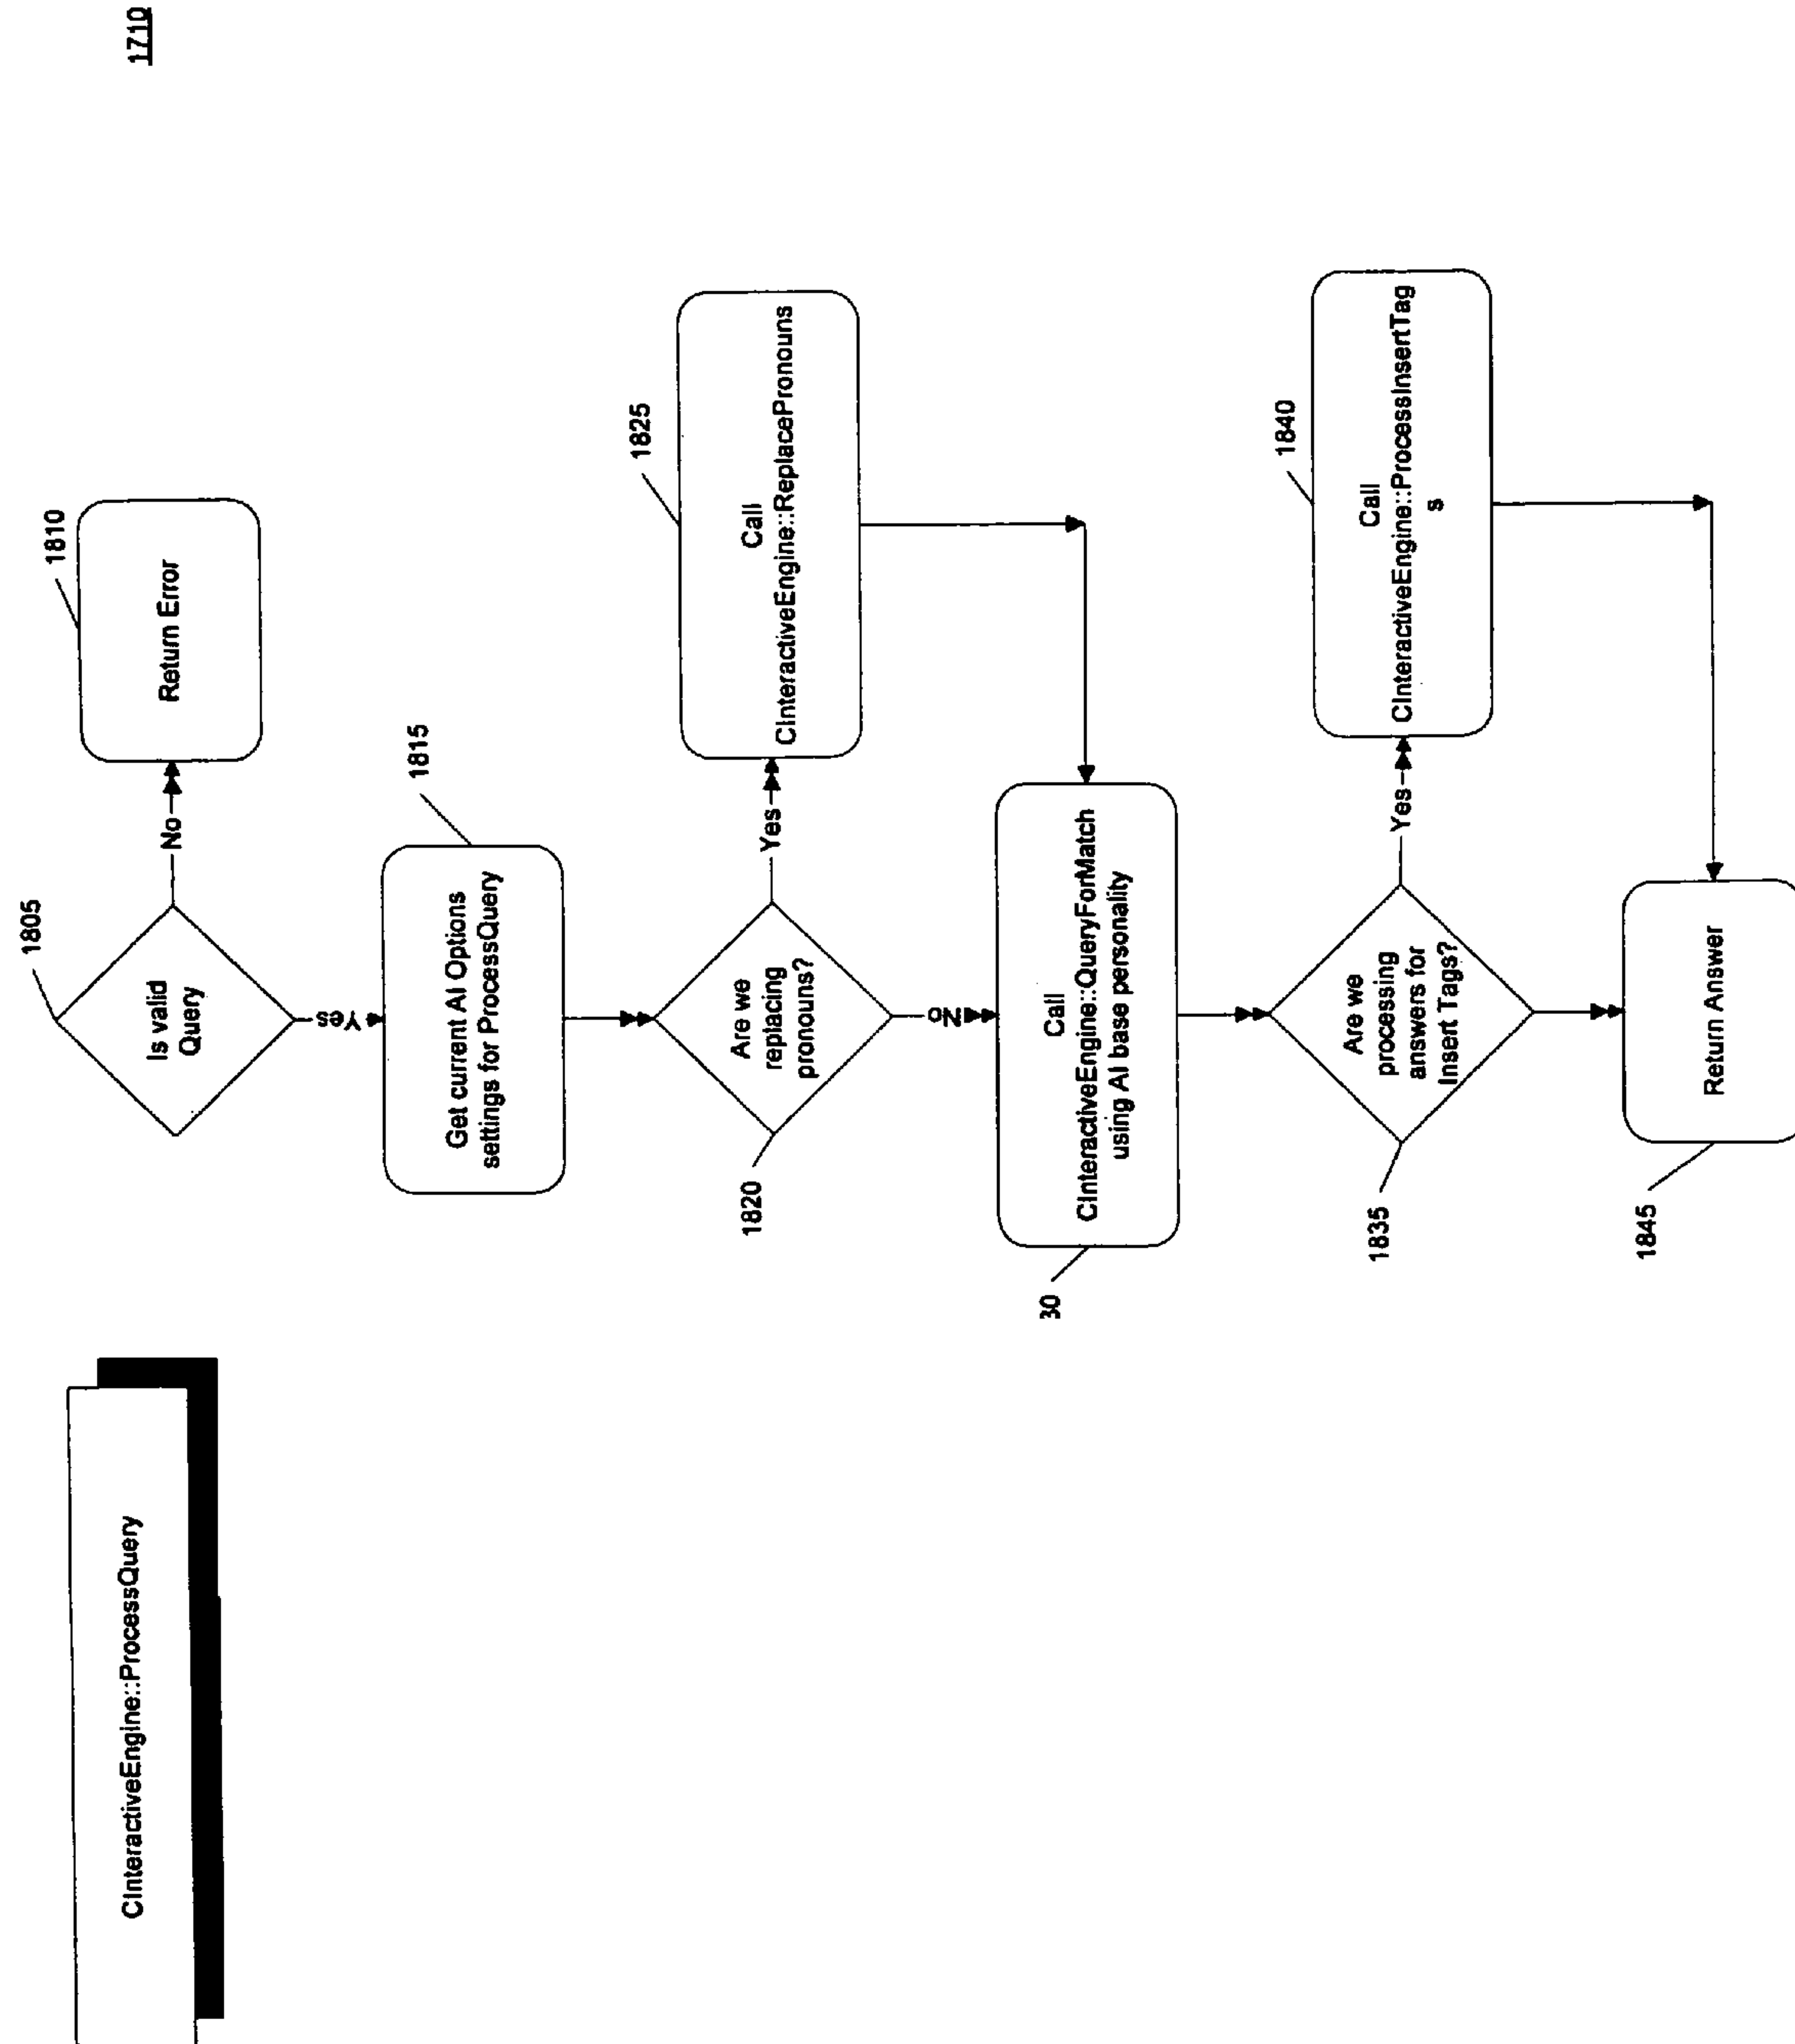 1710
CInteractiveEngine::ProcessQuery
1805
Is valid
Query
No
1810
Return Error
Yes
1815
Get current AI Options
settings for ProcessQuery
1820
Are we
replacing
pronouns?
Yes
1825
Call
CInteractiveEngine::ReplacePronouns
No
30
Call
CInteractiveEngine::QueryForMatch
using AI base personality
1835
Are we
processing
answers for
Insert Tags?
Yes
1840
Call
CInteractiveEngine::ProcessInsertTag
s
1845
Return Answer